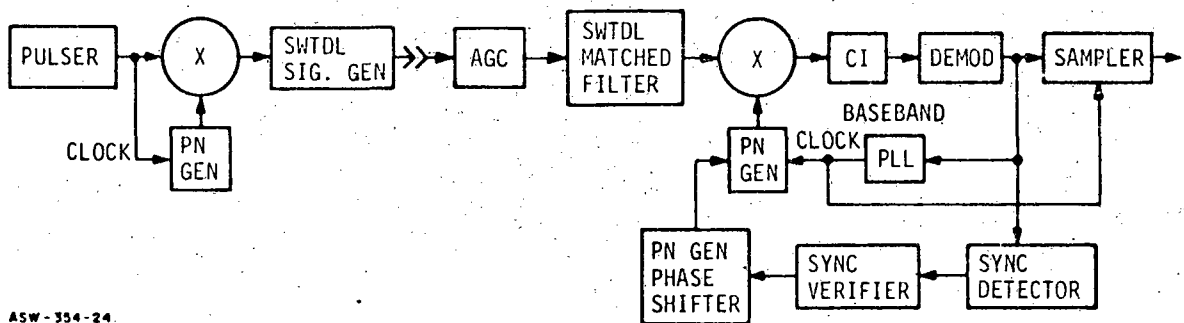 PULSER
X
SWTDL
SIG. GEN
AGC
SWTDL
MATCHED
FILTER
X
CI
DEMOD
SAMPLER
CLOCK
PN
GEN
PN
GEN
CLOCK
BASEBAND
PLL
PN GEN
PHASE
SHIFTER
SYNC
VERIFIER
SYNC
DETECTOR
ASW-354-24